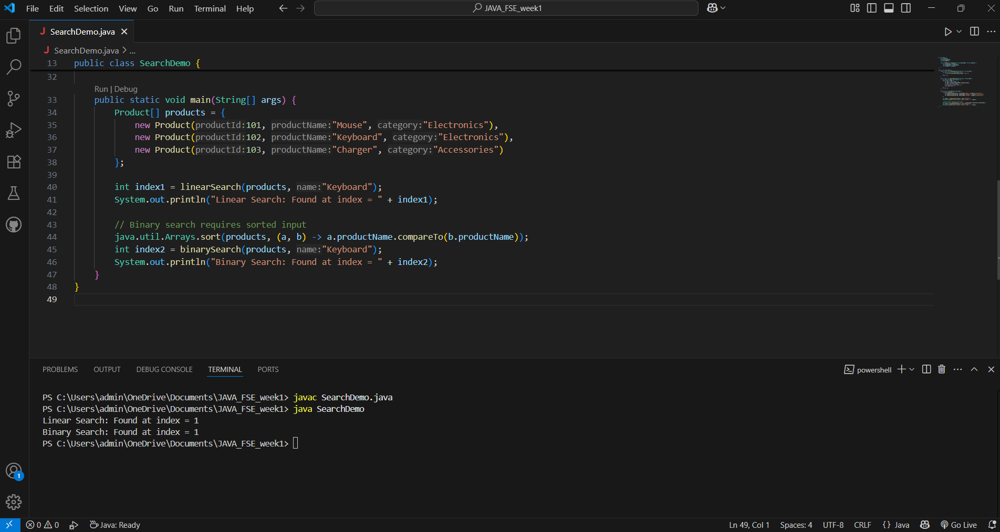 File Edit Selection View Go Run Terminal Help JAVA_FSE_week1
SearchDemo.java
SearchDemo.java > ...
13 public class SearchDemo {
32
Run | Debug
33 public static void main(String[] args) {
34 Product[] products = {
35 new Product(productId:101, productName:"Mouse", category:"Electronics"),
36 new Product(productId:102, productName:"Keyboard", category:"Electronics"),
37 new Product(productId:103, productName:"Charger", category:"Accessories")
38 };
39
40 int index1 = linearSearch(products, name:"Keyboard");
41 System.out.println("Linear Search: Found at index = " + index1);
42
43 // Binary search requires sorted input
44 java.util.Arrays.sort(products, (a, b) -> a.productName.compareTo(b.productName));
45 int index2 = binarySearch(products, name:"Keyboard");
46 System.out.println("Binary Search: Found at index = " + index2);
47 }
48 }
49
PROBLEMS OUTPUT DEBUG CONSOLE TERMINAL PORTS powershell
PS C:\Users\admin\OneDrive\Documents\JAVA_FSE_week1> javac SearchDemo.java
PS C:\Users\admin\OneDrive\Documents\JAVA_FSE_week1> java SearchDemo
Linear Search: Found at index = 1
Binary Search: Found at index = 1
PS C:\Users\admin\OneDrive\Documents\JAVA_FSE_week1>
1
0 0 Java: Ready Ln 49, Col 1 Spaces: 4 UTF-8 CRLF {} Java Go Live